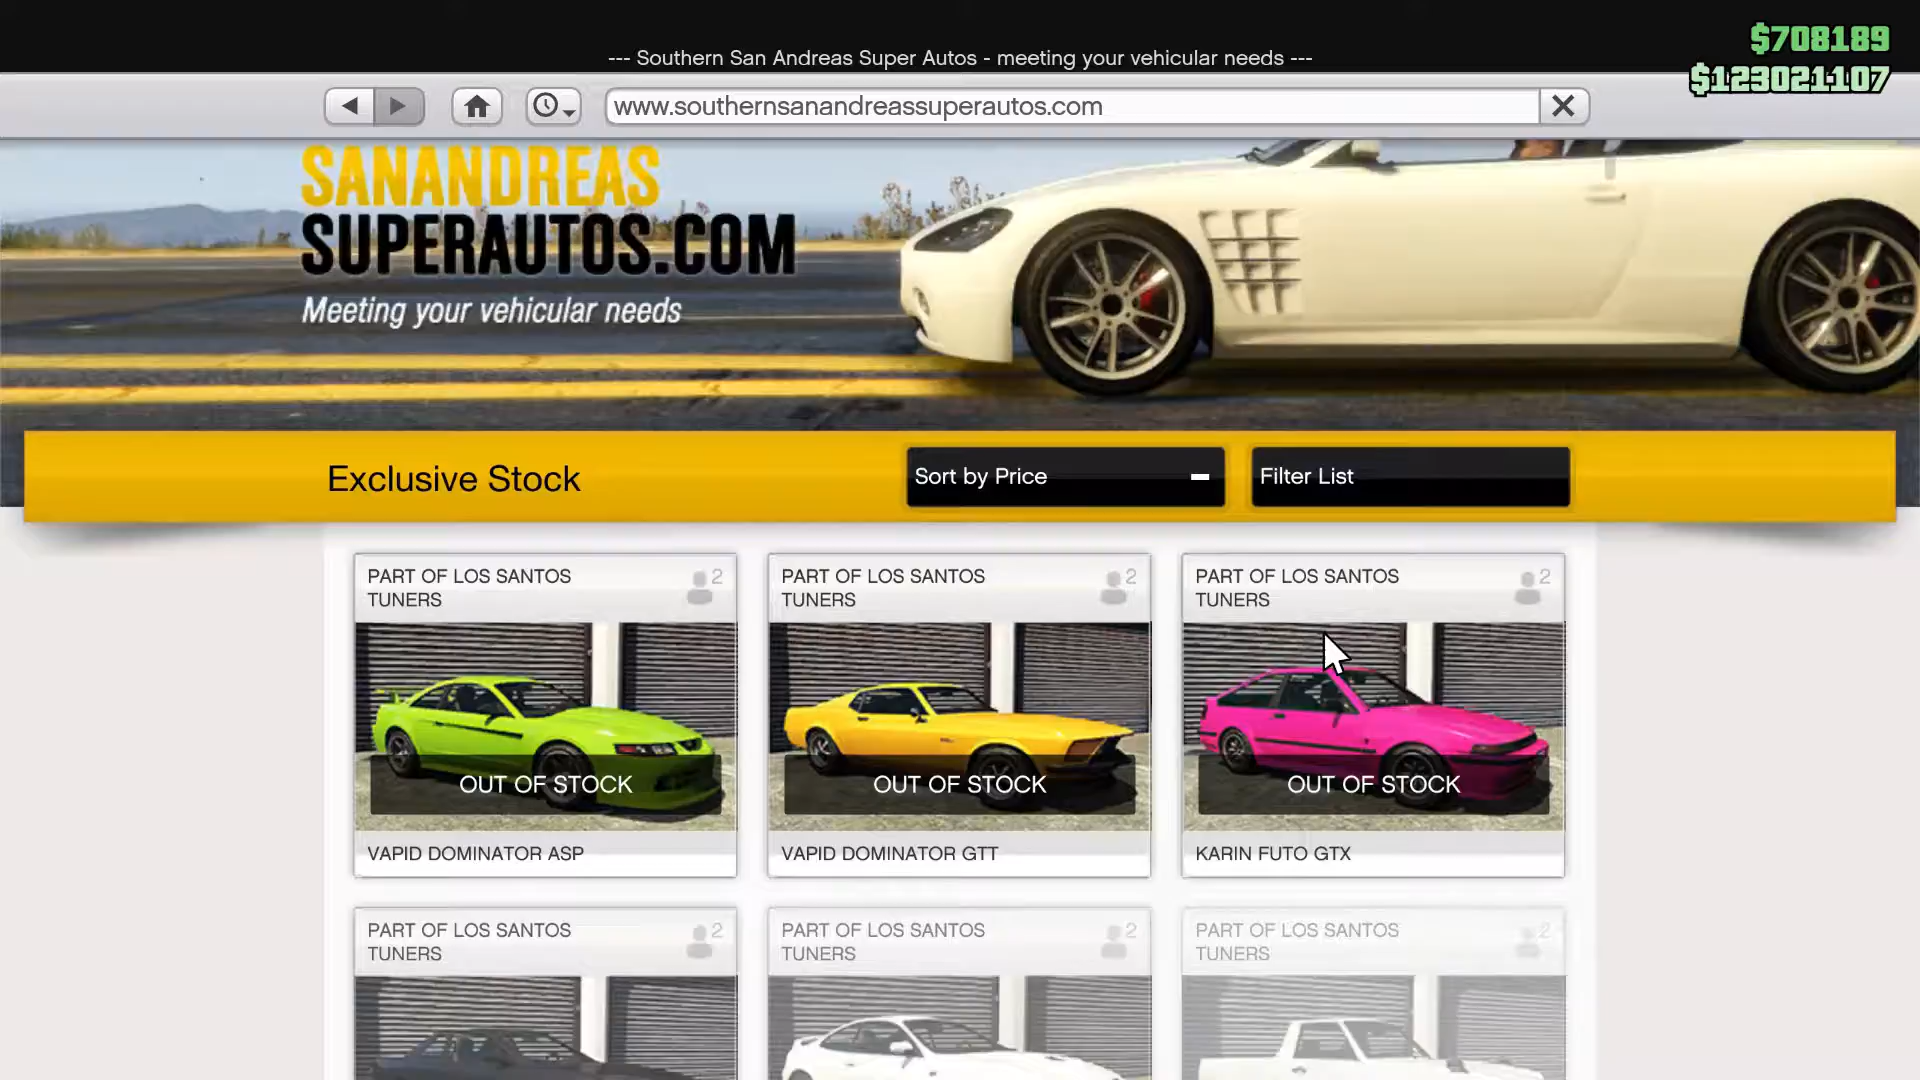 $708189
--- Southern San Andreas Super Autos - meeting your vehicular needs ---
$123021107
www.southernsanandreassuperautos.com
SANANDREAS
SUPERAUTOS.COM
Meeting your vehicular needs
Exclusive Stock
Sort by Price
Filter List
PART OF LOS SANTOS
TUNERS
2
OUT OF STOCK
VAPID DOMINATOR ASP
PART OF LOS SANTOS
TUNERS
2
OUT OF STOCK
VAPID DOMINATOR GTT
PART OF LOS SANTOS
TUNERS
2
OUT OF STOCK
KARIN FUTO GTX
PART OF LOS SANTOS
TUNERS
2
PART OF LOS SANTOS
TUNERS
2
PART OF LOS SANTOS
TUNERS
2